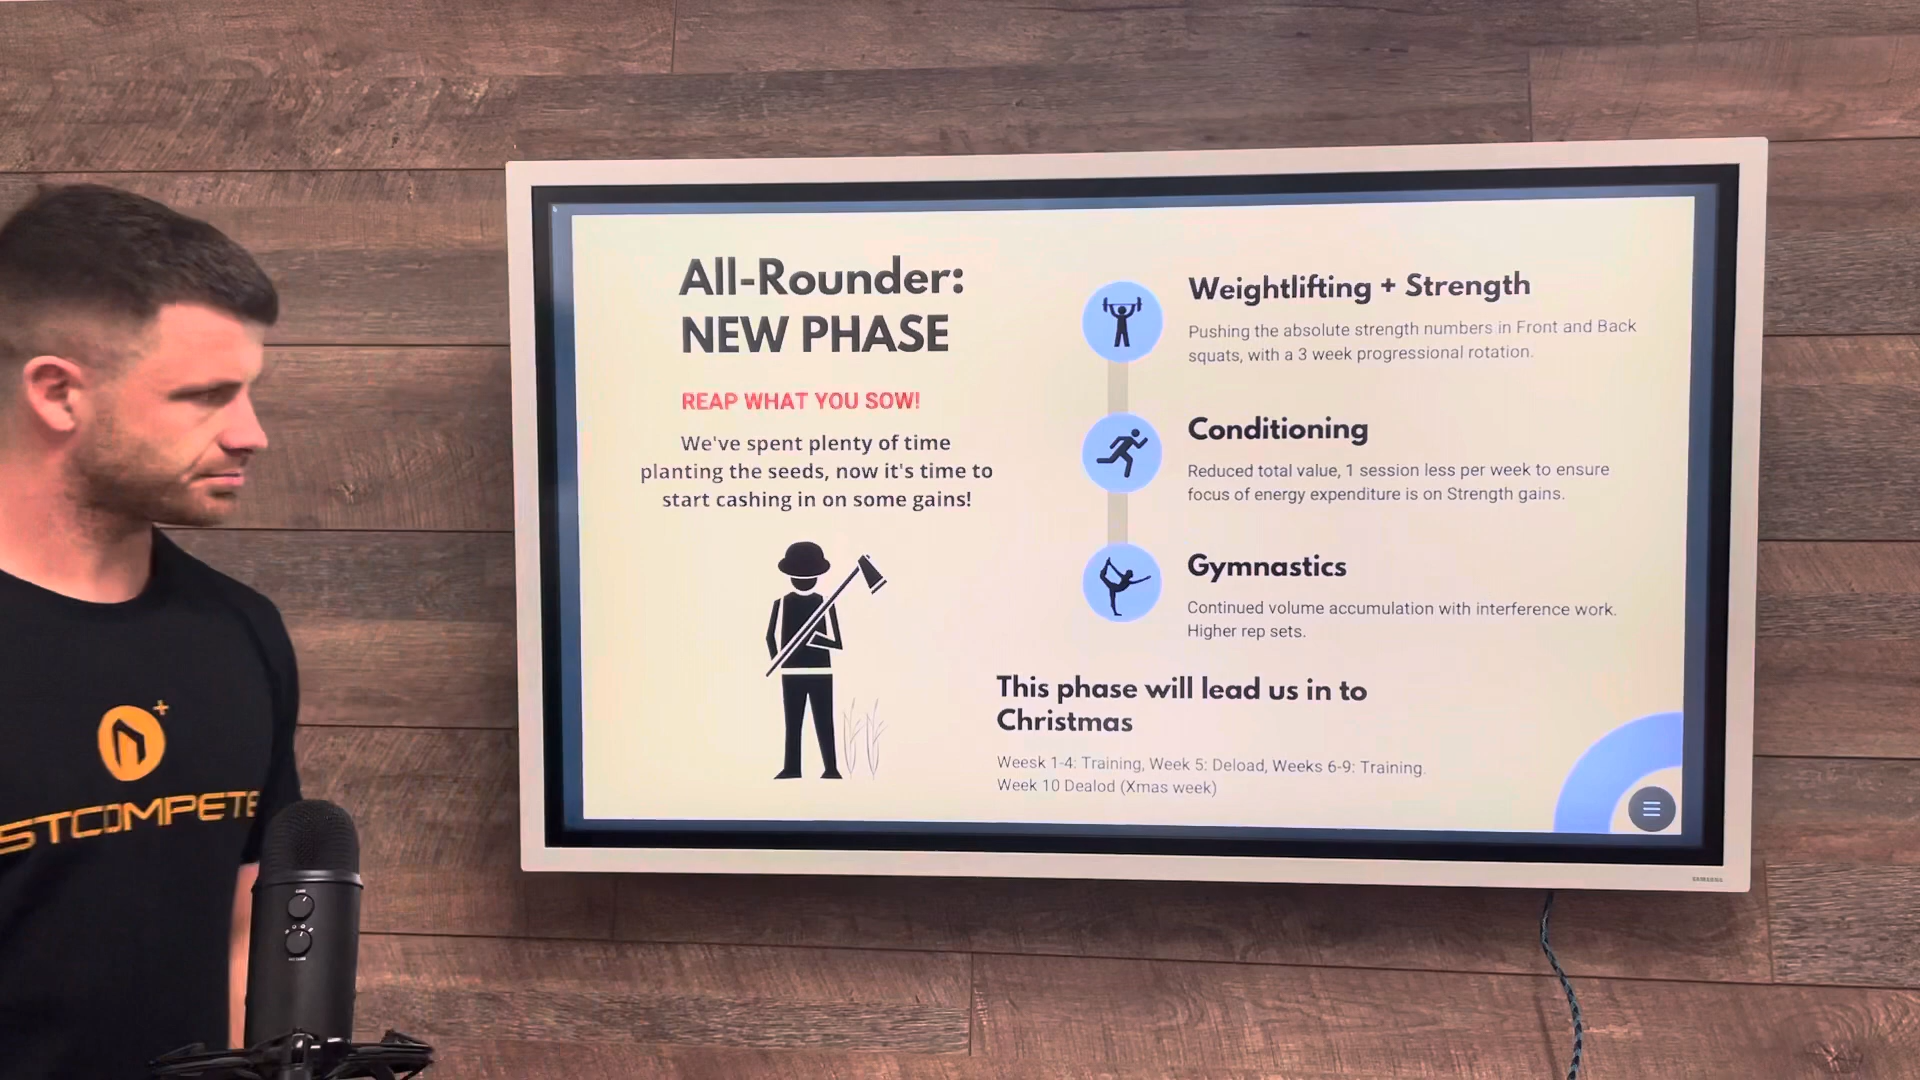 All-Rounder:
NEW PHASE
REAP WHAT YOU SOW!
We've spent plenty of time
planting the seeds, now it's time to
start cashing in on some gains!
Weightlifting + Strength
Pushing the absolute strength numbers in Front and Back
squats, with a 3 week progressional rotation.
Conditioning
Reduced total value, 1 session less per week to ensure
focus of energy expenditure is on Strength gains.
Gymnastics
Continued volume accumulation with interference work.
Higher rep sets.
This phase will lead us in to
Christmas
Weesk 1-4: Training, Week 5: Deload, Weeks 6-9: Training.
Week 10 Dealod (Xmas week)
STCOMPETE
SAMSUNG